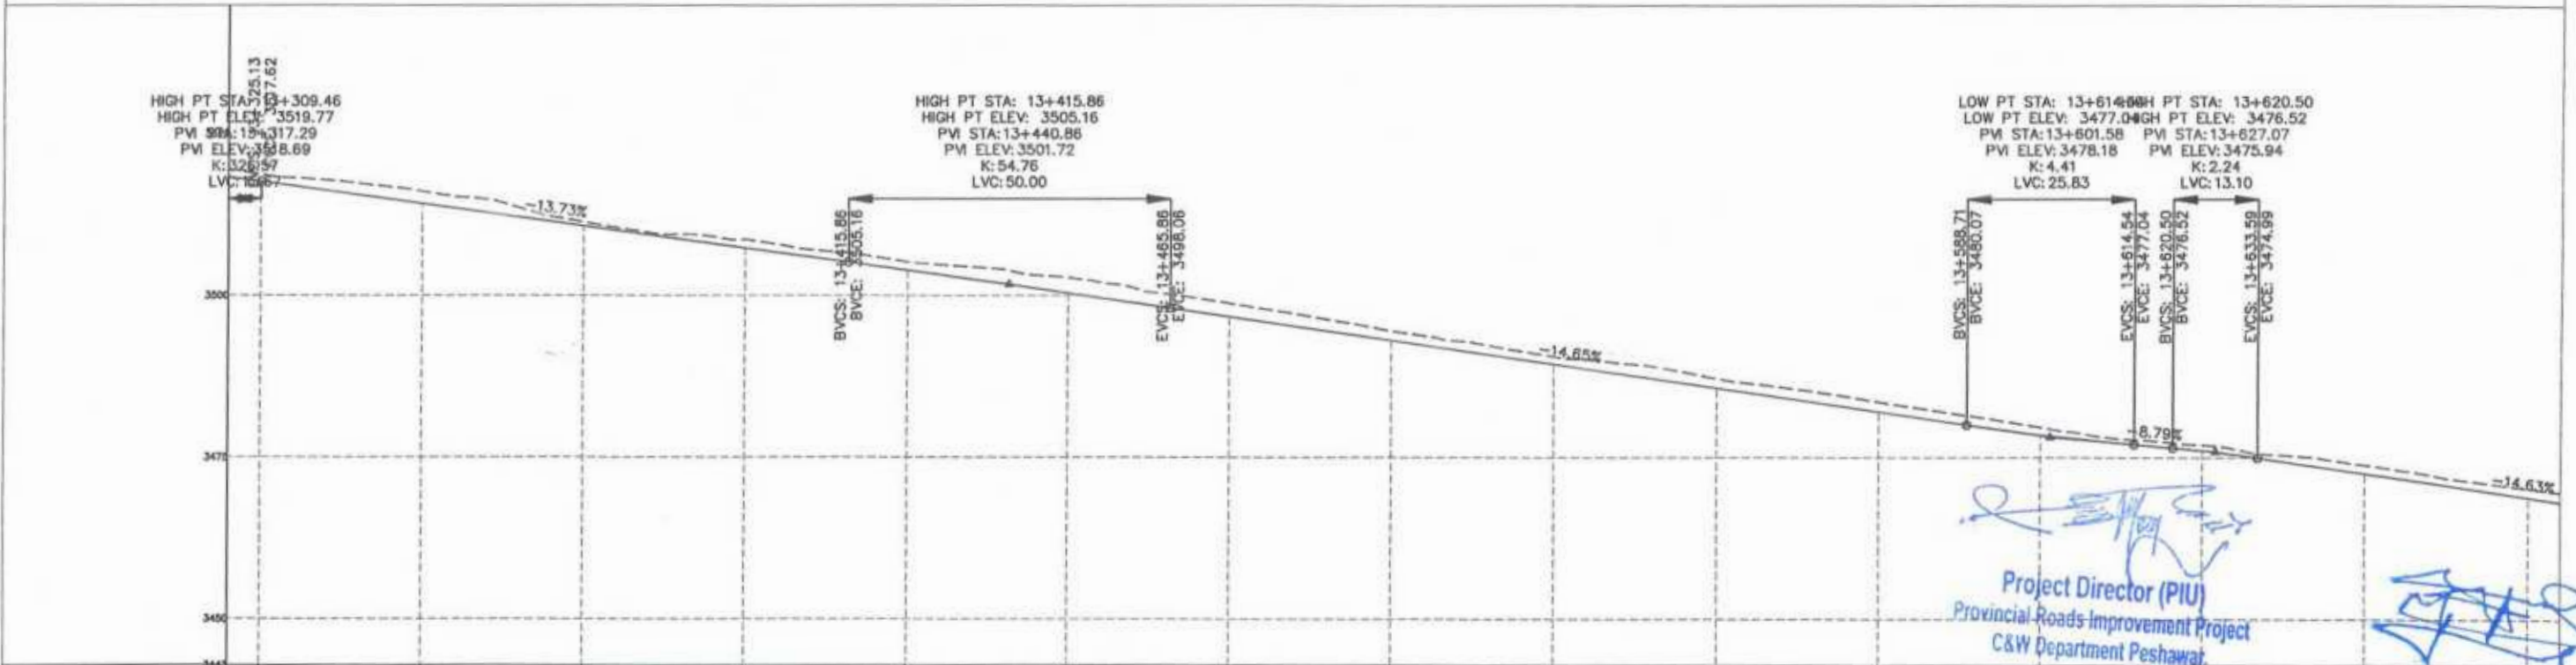 HIGH PT STA: 13+309.46
HIGH PT ELEV: 3519.77
PVI STA:13+317.29
PVI ELEV:3518.69
LVC:
-13.73%
HIGH PT STA: 13+415.86
HIGH PT ELEV: 3505.16
PVI STA:13+440.86
PVI ELEV:3501.72
K:54.76
LVC:50.00
BVCS: 13+415.86
BVCE: 3505.16
EVCS: 13+465.86
EVCE: 3498.06
-14.65%
LOW PT STA: 13+614.54
LOW PT ELEV: 3477.04
PVI STA:13+601.58
PVI ELEV:3478.18
K:4.41
LVC:25.83
HIGH PT STA: 13+620.50
HIGH PT ELEV: 3476.52
PVI STA:13+627.07
PVI ELEV:3475.94
K:2.24
LVC:13.10
BVCS: 13+588.71
BVCE: 3480.07
EVCS: 13+614.54
EVCE: 3477.04
BVCS: 13+620.50
BVCE: 3476.52
EVCS: 13+633.59
EVCE: 3474.99
-8.79%
-14.63%
3500
3475
3450
Project Director (PIU)
Provincial Roads Improvement Project
C&W Department Peshawar.